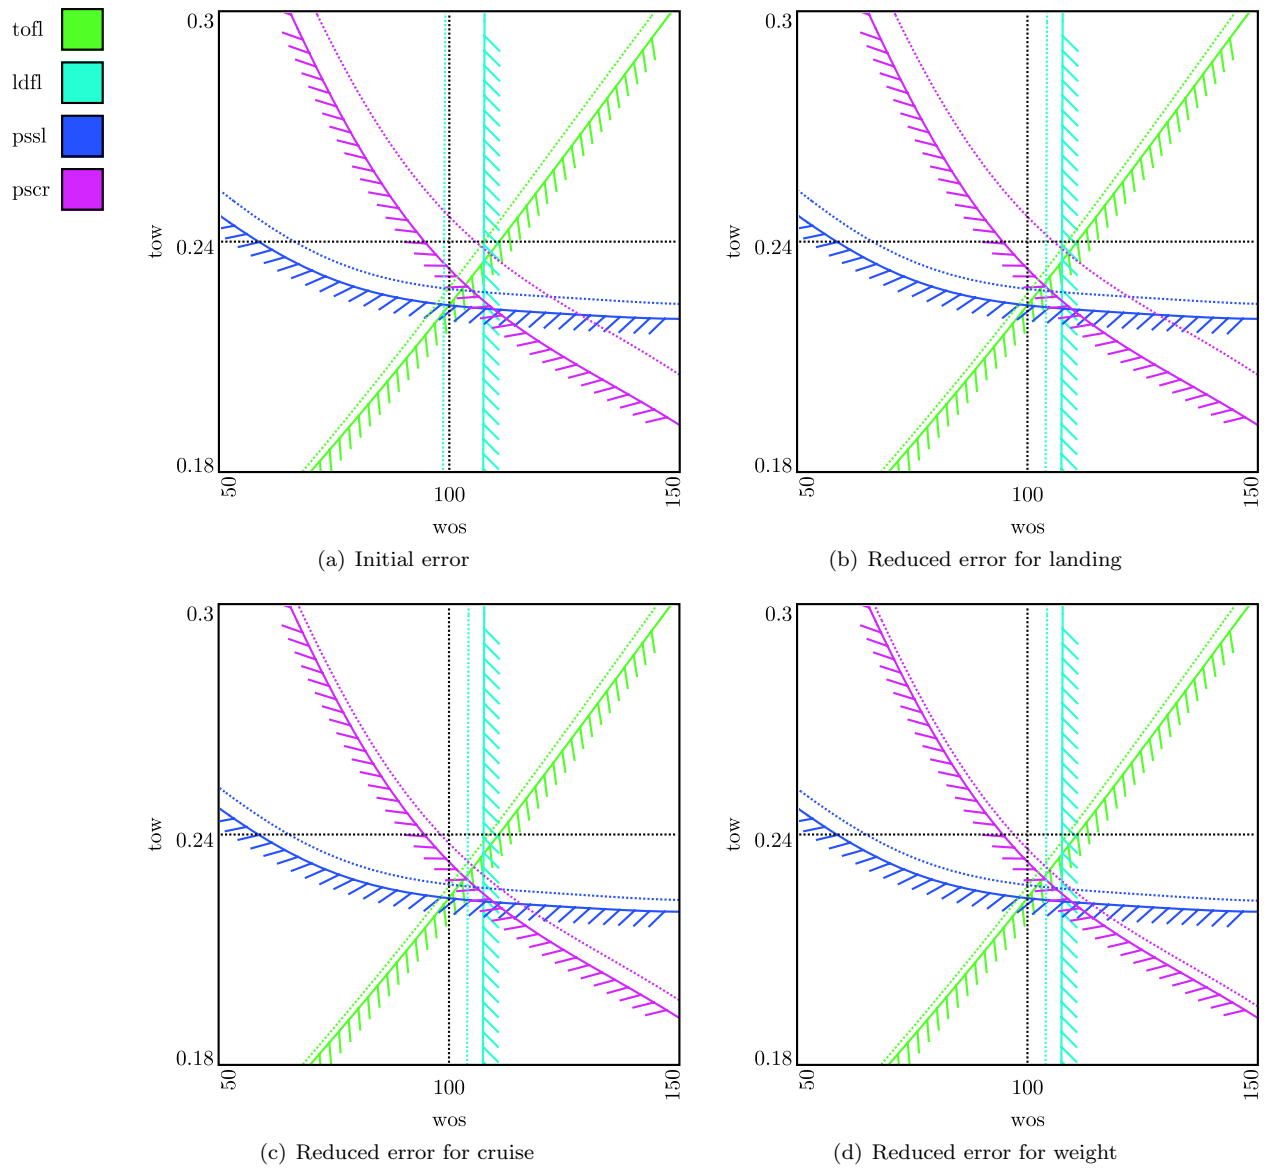 tofl
ldfl
pssl
pscr
0.3
tow
0.24
0.18
50
100
150
wos
(a) Initial error
0.3
tow
0.24
0.18
50
100
150
wos
(b) Reduced error for landing
0.3
tow
0.24
0.18
50
100
150
wos
(c) Reduced error for cruise
0.3
tow
0.24
0.18
50
100
150
wos
(d) Reduced error for weight